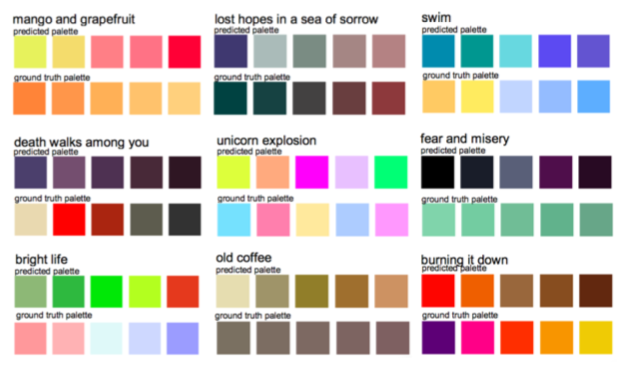 mango and grapefruit
predicted palette
ground truth palette
lost hopes in a sea of sorrow
predicted palette
ground truth palette
swim
predicted palette
ground truth palette
death walks among you
predicted palette
ground truth palette
unicorn explosion
predicted palette
ground truth palette
fear and misery
predicted palette
ground truth palette
bright life
predicted palette
ground truth palette
old coffee
predicted palette
ground truth palette
burning it down
predicted palette
ground truth palette